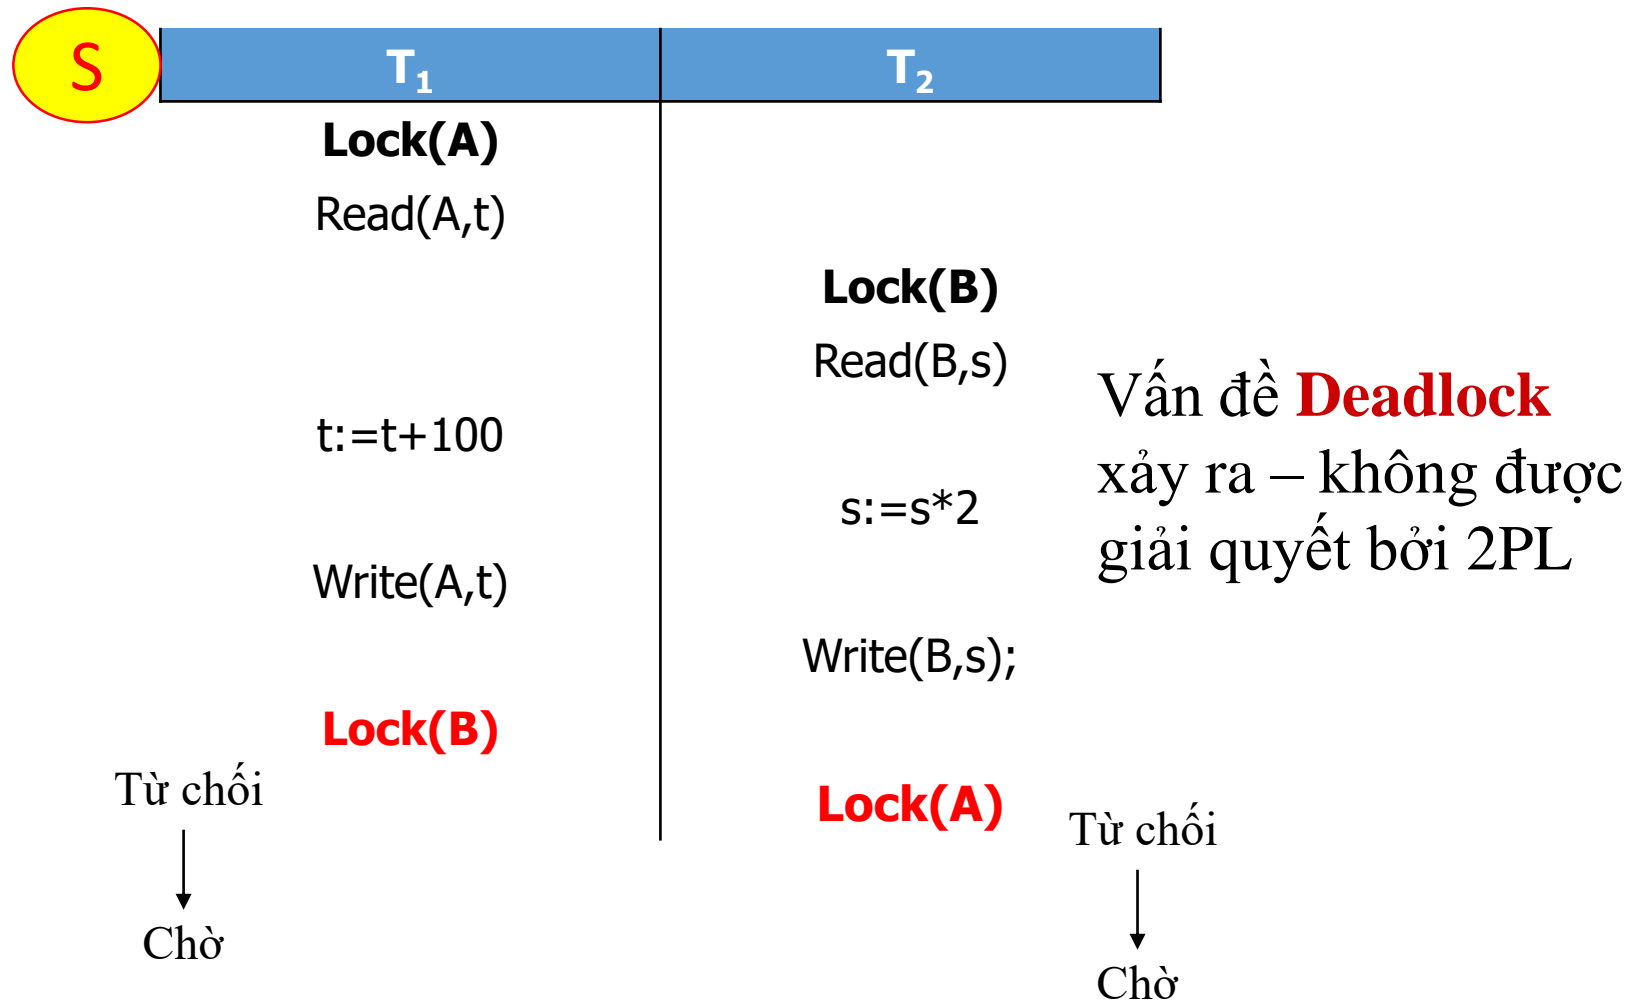 S
T₁
T₂
Lock(A)
Read(A,t)
Lock(B)
Read(B,s)
t:=t+100
s:=s*2
Write(A,t)
Write(B,s);
Lock(B)
Từ chối
Chờ
Lock(A)
Từ chối
Chờ
Vấn đề Deadlock
xảy ra – không được
giải quyết bởi 2PL